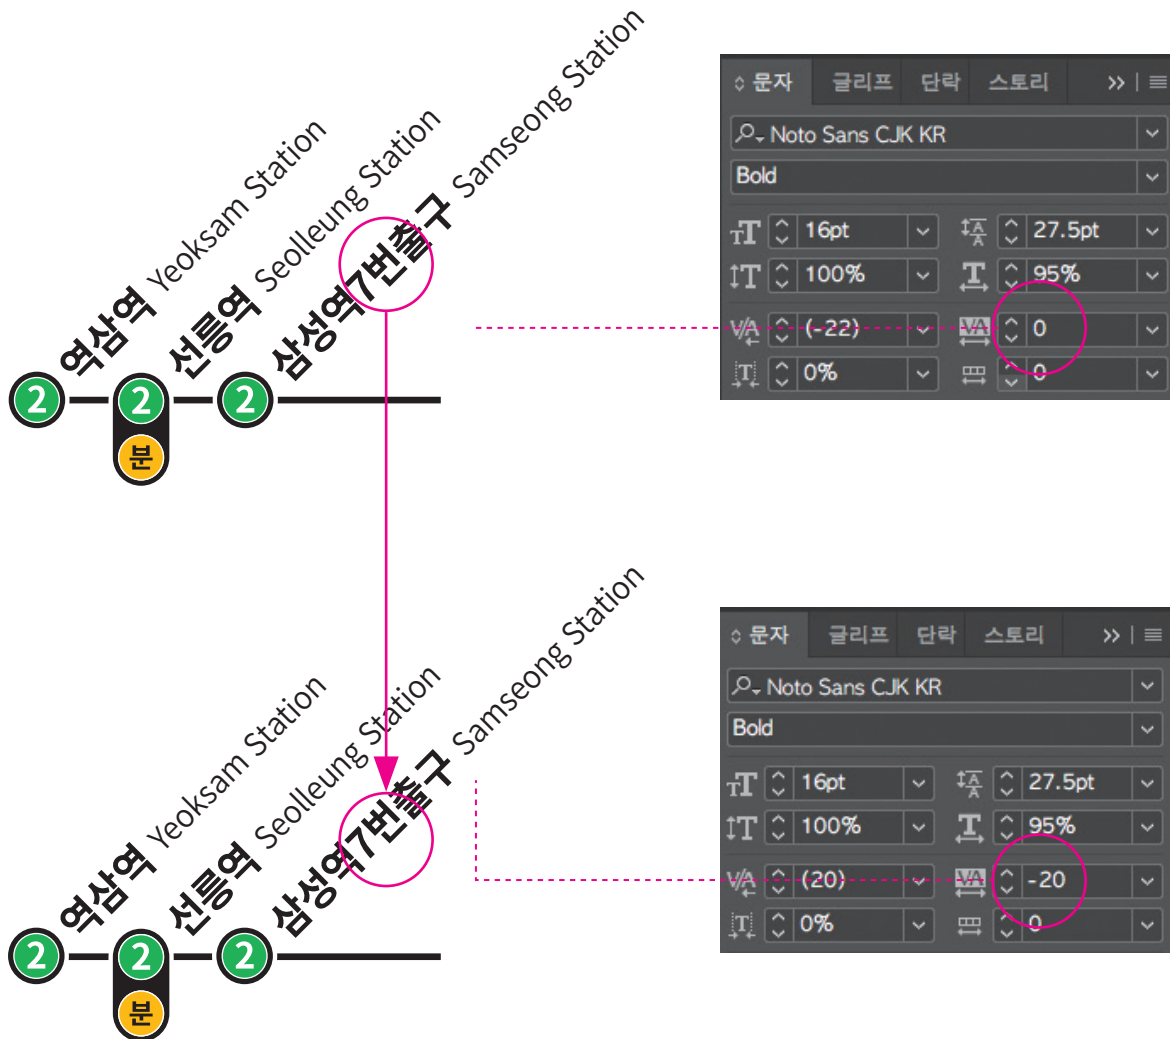 역삼역 Yeoksam Station
선릉역 Seolleung Station
삼성역7번출구 Samseong Station
2
2
2
분
문자 글리프 단락 스토리
Noto Sans CJK KR
Bold
16pt 27.5pt
100% 95%
(-22) 0
0% 0
역삼역 Yeoksam Station
선릉역 Seolleung Station
삼성역7번출구 Samseong Station
2
2
2
분
문자 글리프 단락 스토리
Noto Sans CJK KR
Bold
16pt 27.5pt
100% 95%
(20) -20
0% 0